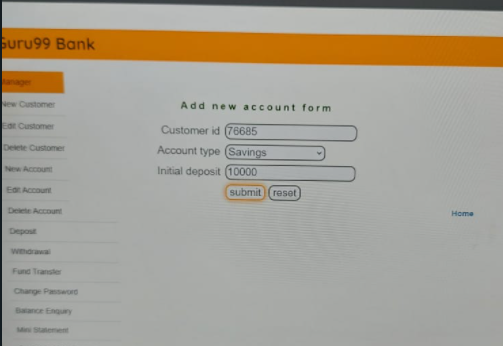 Guru99 Bank
Manager
New Customer
Edit Customer
Delete Customer
New Account
Edit Account
Delete Account
Deposit
Withdrawal
Fund Transfer
Change Password
Balance Enquiry
Mini Statement
Add new account form
Customer id 76685
Account type Savings
Initial deposit 10000
submit reset
Home